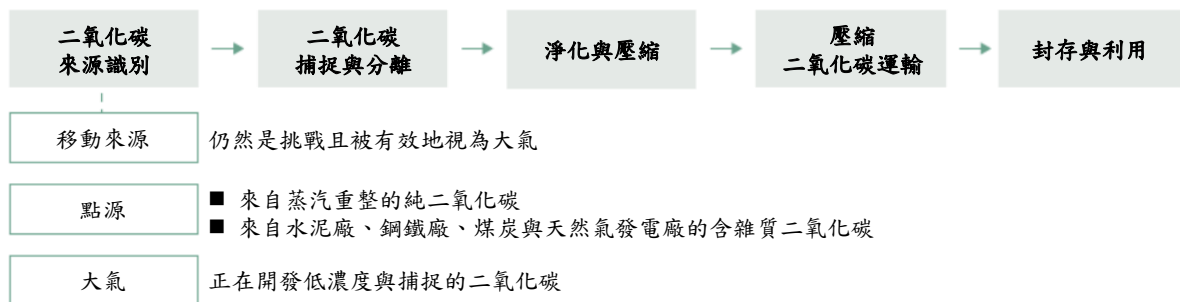 二氧化碳
來源識別
二氧化碳
捕捉與分離
淨化與壓縮
壓縮
二氧化碳運輸
封存與利用
移動來源
仍然是挑戰且被有效地視為大氣
點源
■ 來自蒸汽重整的純二氧化碳
■ 來自水泥廠、鋼鐵廠、煤炭與天然氣發電廠的含雜質二氧化碳
大氣
正在開發低濃度與捕捉的二氧化碳